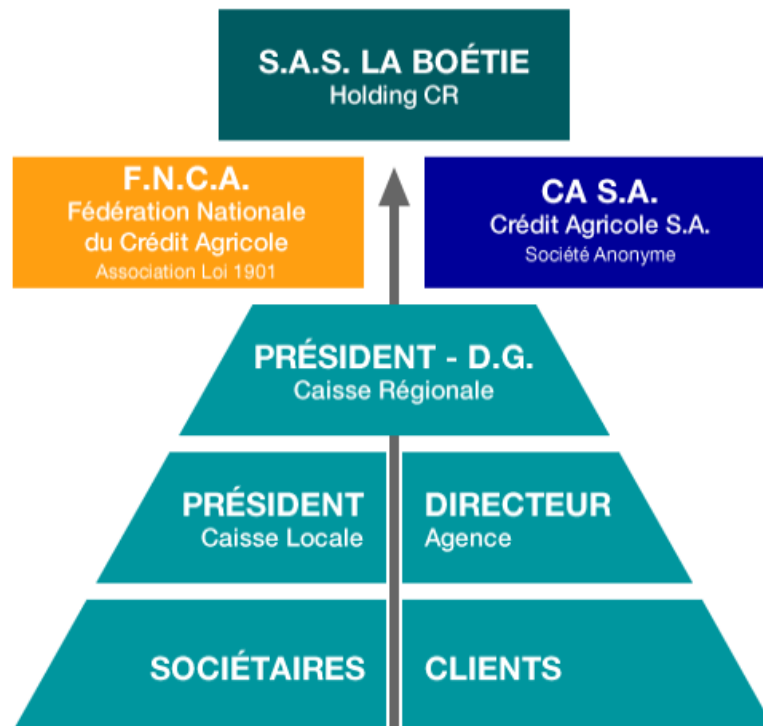 S.A.S. LA BOÉTIE
Holding CR
F.N.C.A.
Fédération Nationale
du Crédit Agricole
Association Loi 1901
CA S.A.
Crédit Agricole S.A.
Société Anonyme
PRÉSIDENT - D.G.
Caisse Régionale
PRÉSIDENT
Caisse Locale
DIRECTEUR
Agence
SOCIÉTAIRES
CLIENTS